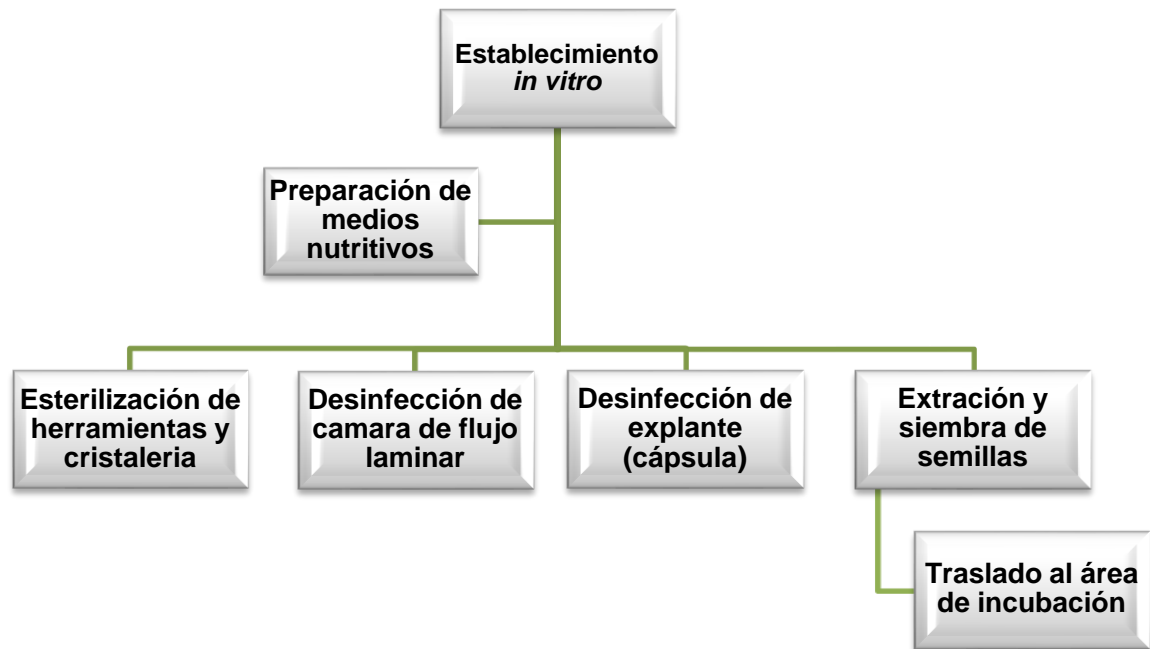 Establecimiento
in vitro
Preparación de
medios
nutritivos
Esterilización de
herramientas y
cristaleria
Desinfección de
camara de flujo
laminar
Desinfección de
explante
(cápsula)
Extración y
siembra de
semillas
Traslado al área
de incubación